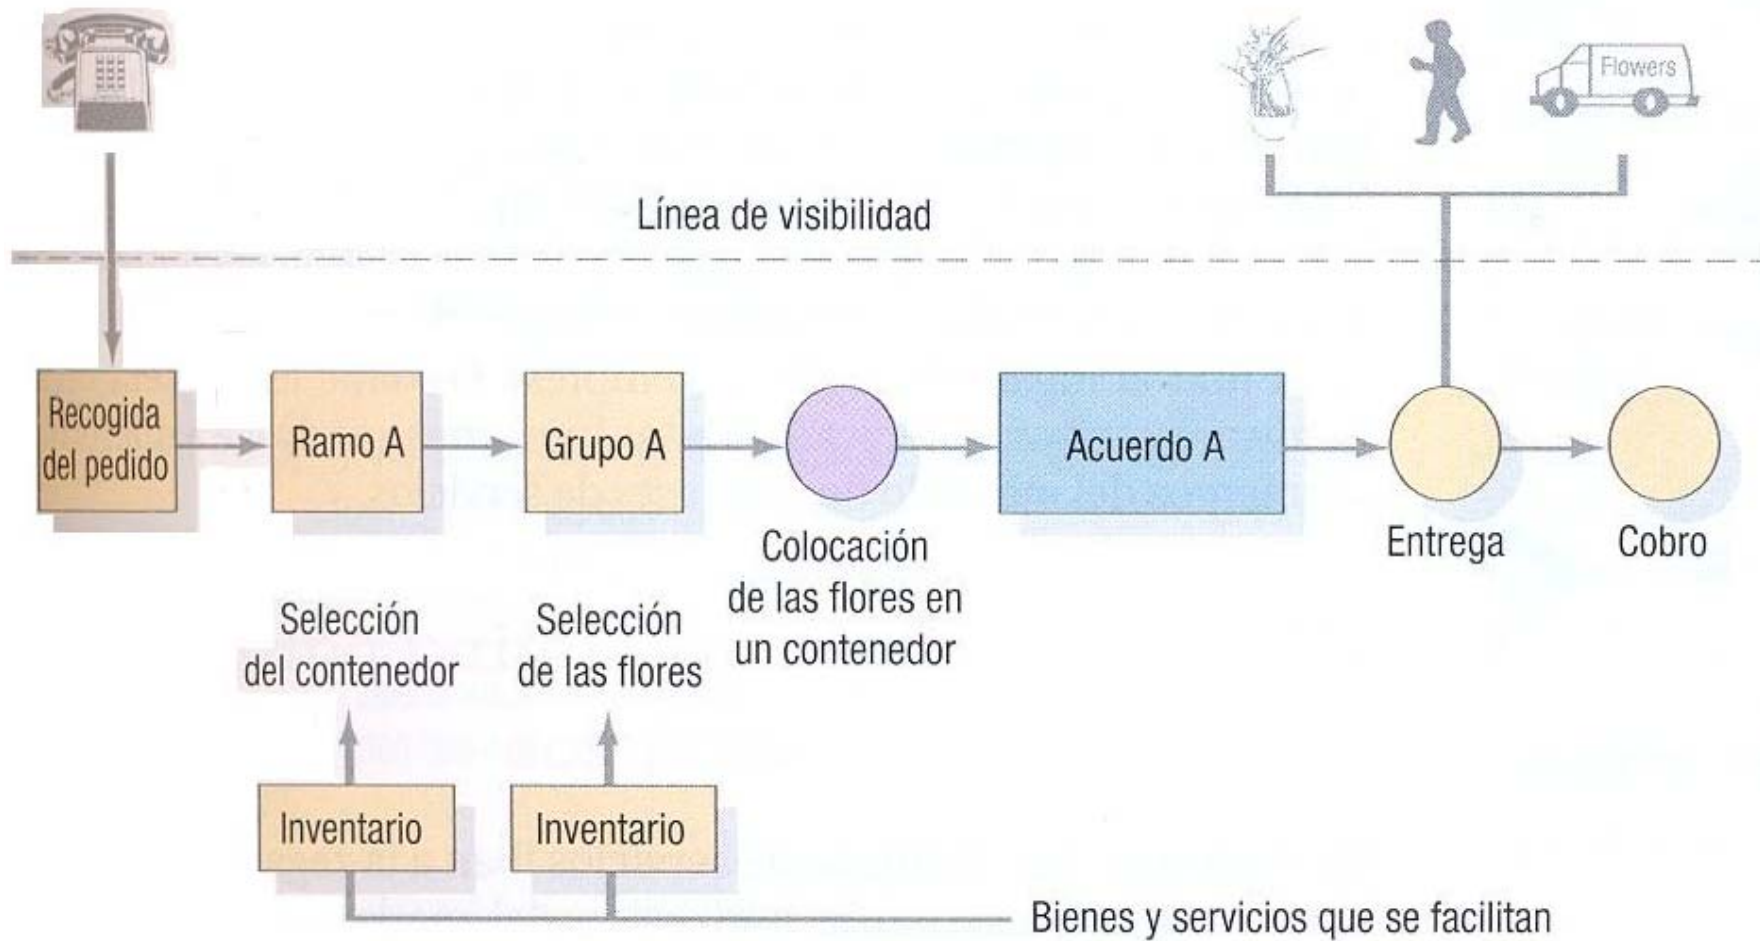 Flowers
Línea de visibilidad
Recogida
del pedido
Ramo A
Grupo A
Acuerdo A
Colocación
de las flores en
un contenedor
Entrega
Cobro
Selección
del contenedor
Selección
de las flores
Inventario
Inventario
Bienes y servicios que se facilitan